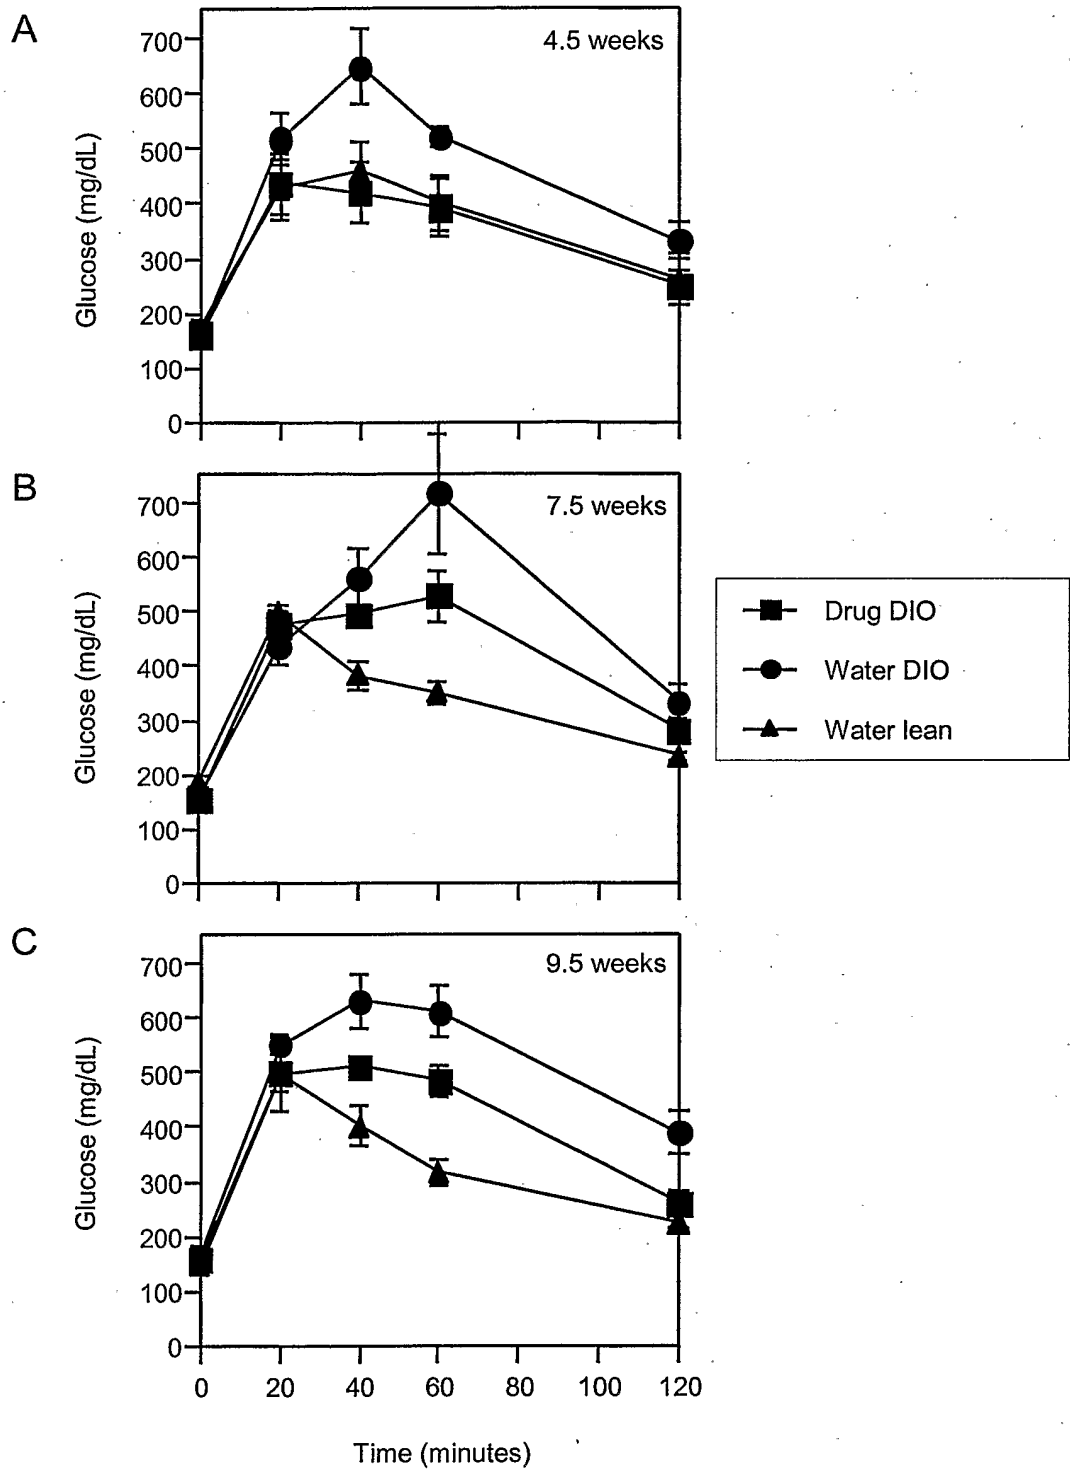 A
4.5 weeks
700
600
500
400
300
200
100
0
Glucose (mg/dL)
B
7.5 weeks
700
600
500
400
300
200
100
0
Glucose (mg/dL)
Drug DIO
Water DIO
Water lean
C
9.5 weeks
700
600
500
400
300
200
100
0
Glucose (mg/dL)
0 20 40 60 80 100 120
Time (minutes)